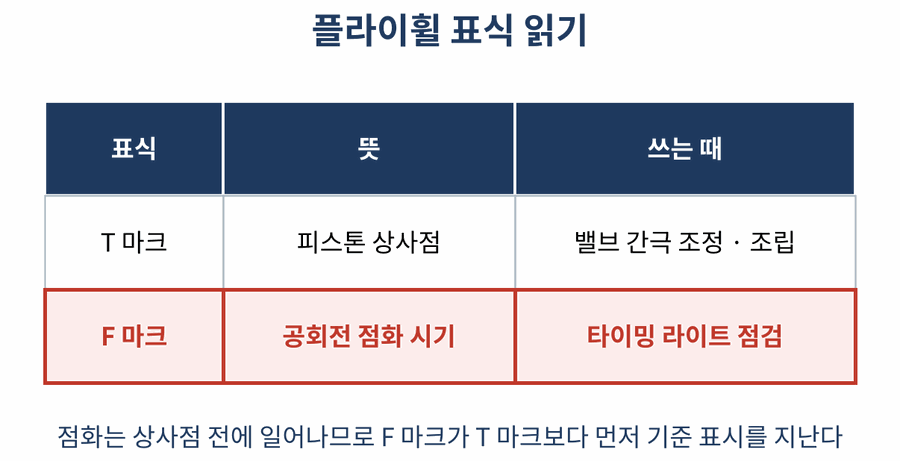 플라이휠 표식 읽기
표식 뜻 쓰는 때
T 마크 피스톤 상사점 밸브 간극 조정 · 조립
F 마크 공회전 점화 시기 타이밍 라이트 점검
점화는 상사점 전에 일어나므로 F 마크가 T 마크보다 먼저 기준 표시를 지난다